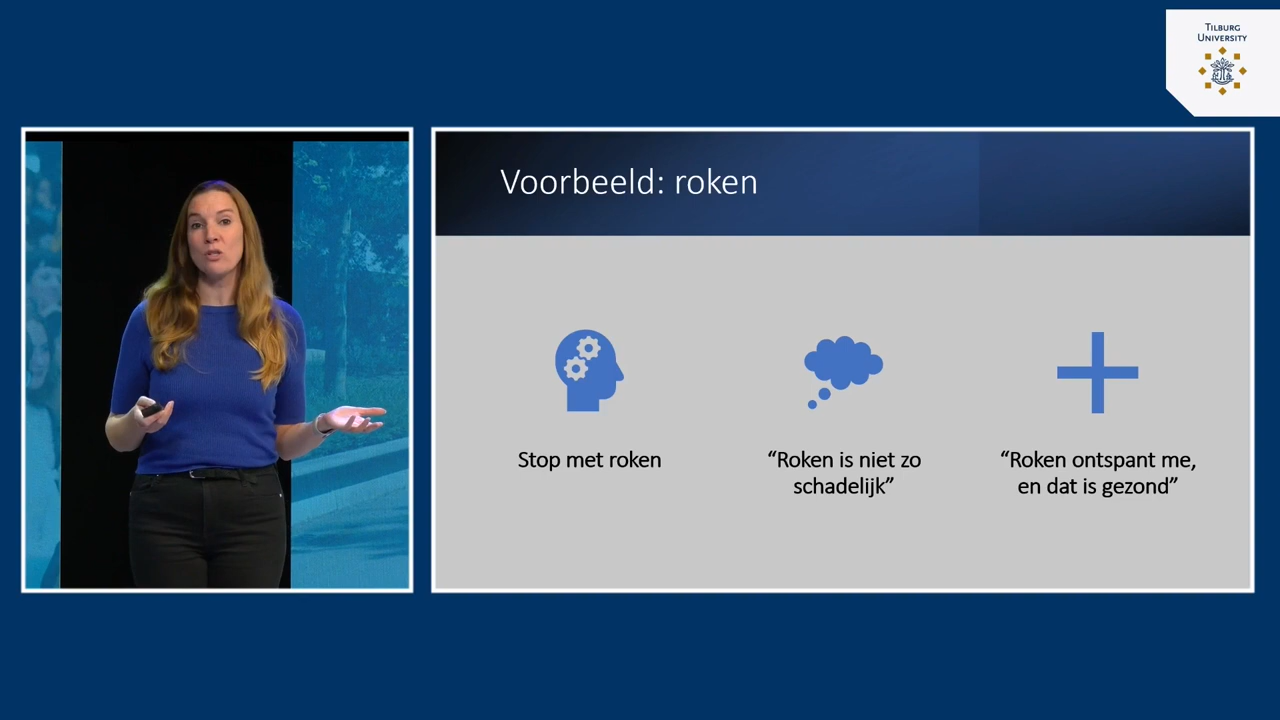 TILBURG
UNIVERSITY
Voorbeeld: roken
Stop met roken
“Roken is niet zo
schadelijk”
“Roken ontspant me,
en dat is gezond”